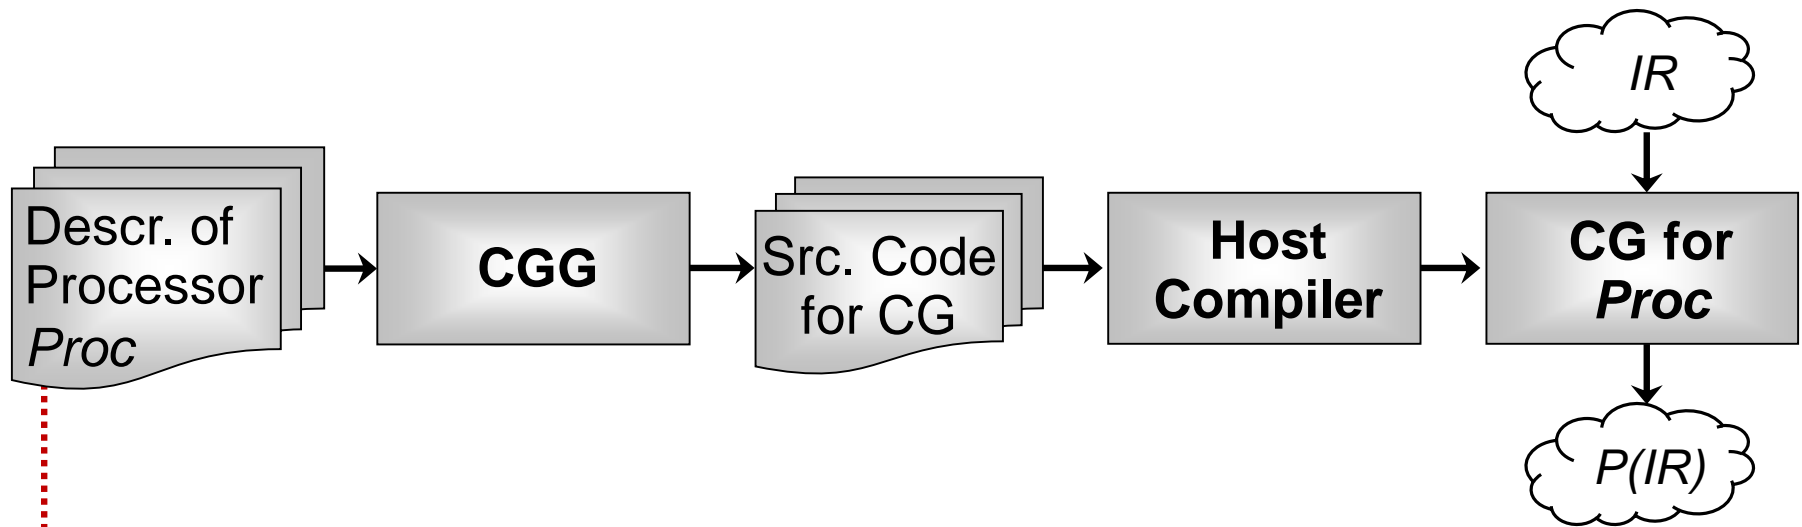 Descr. of
Processor
Proc
CGG
Src. Code
for CG
Host
Compiler
IR
CG for
Proc
P(IR)